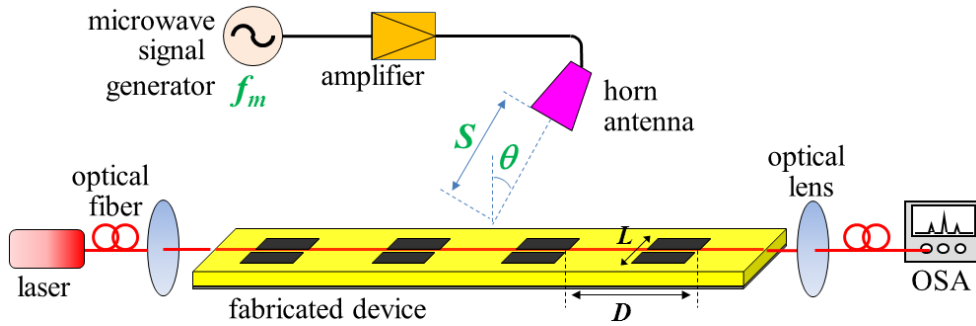 microwave
signal
generator
f_m
amplifier
horn
antenna
S
θ
optical
fiber
optical
lens
L
D
laser
fabricated device
OSA